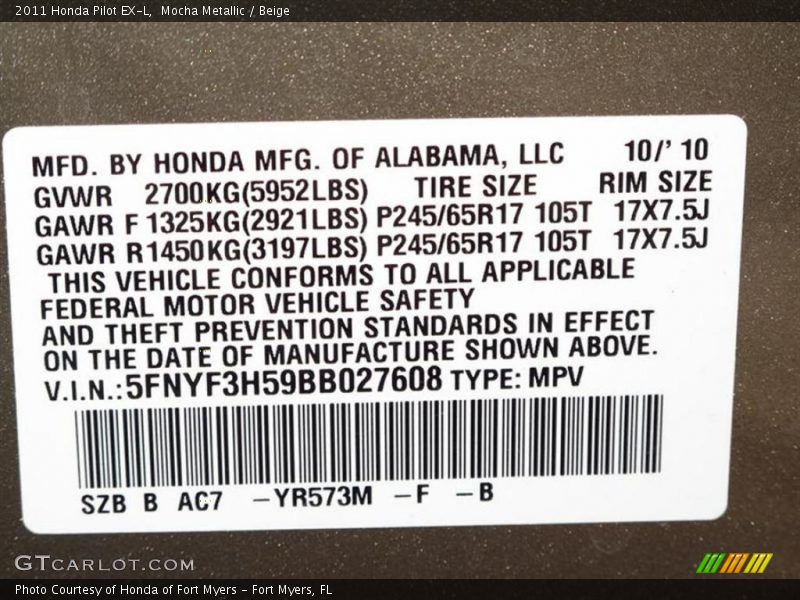 2011 Honda Pilot EX-L, Mocha Metallic / Beige
MFD. BY HONDA MFG. OF ALABAMA, LLC 10/'10
GVWR 2700KG(5952LBS) TIRE SIZE RIM SIZE
GAWR F 1325KG(2921LBS) P245/65R17 105T 17X7.5J
GAWR R1450KG(3197LBS) P245/65R17 105T 17X7.5J
THIS VEHICLE CONFORMS TO ALL APPLICABLE
FEDERAL MOTOR VEHICLE SAFETY
AND THEFT PREVENTION STANDARDS IN EFFECT
ON THE DATE OF MANUFACTURE SHOWN ABOVE.
V.I.N.:5FNYF3H59BB027608 TYPE: MPV
SZB B AC7 -YR573M -F -B
GTCARLOT.COM
Photo Courtesy of Honda of Fort Myers - Fort Myers, FL